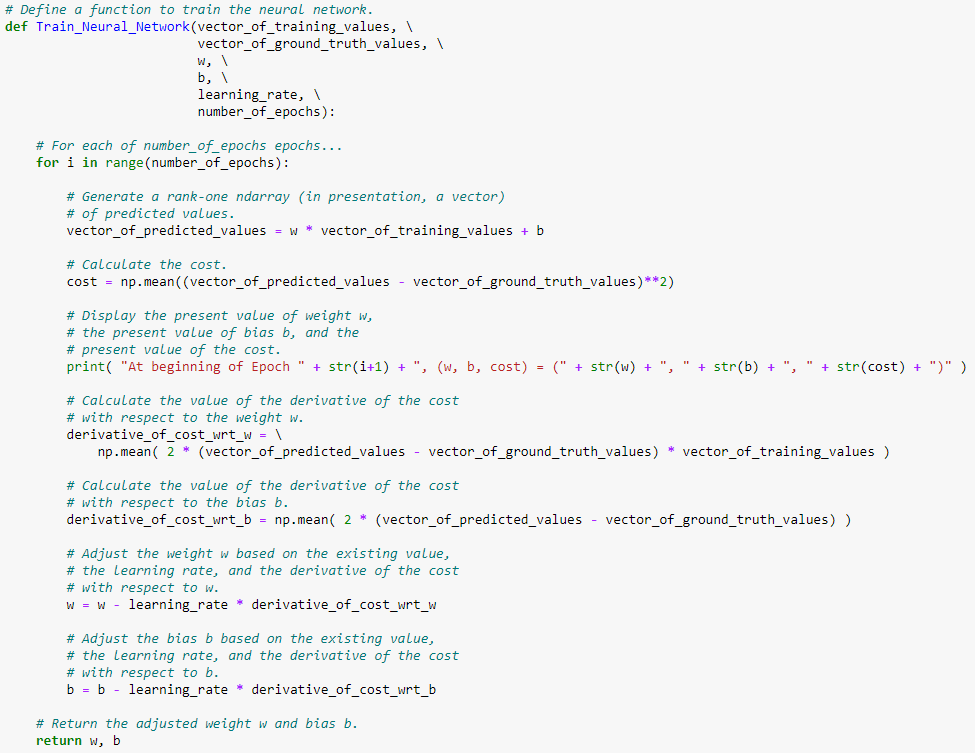 # Define a function to train the neural network.
def Train_Neural_Network(vector_of_training_values, \
                         vector_of_ground_truth_values, \
                         w, \
                         b, \
                         learning_rate, \
                         number_of_epochs):

    # For each of number_of_epochs epochs...
    for i in range(number_of_epochs):

        # Generate a rank-one ndarray (in presentation, a vector)
        # of predicted values.
        vector_of_predicted_values = w * vector_of_training_values + b

        # Calculate the cost.
        cost = np.mean((vector_of_predicted_values - vector_of_ground_truth_values)**2)

        # Display the present value of weight w,
        # the present value of bias b, and the
        # present value of the cost.
        print( "At beginning of Epoch " + str(i+1) + ", (w, b, cost) = (" + str(w) + ", " + str(b) + ", " + str(cost) + ")" )

        # Calculate the value of the derivative of the cost
        # with respect to the weight w.
        derivative_of_cost_wrt_w = \
            np.mean( 2 * (vector_of_predicted_values - vector_of_ground_truth_values) * vector_of_training_values )

        # Calculate the value of the derivative of the cost
        # with respect to the bias b.
        derivative_of_cost_wrt_b = np.mean( 2 * (vector_of_predicted_values - vector_of_ground_truth_values) )

        # Adjust the weight w based on the existing value,
        # the learning rate, and the derivative of the cost
        # with respect to w.
        w = w - learning_rate * derivative_of_cost_wrt_w

        # Adjust the bias b based on the existing value,
        # the learning rate, and the derivative of the cost
        # with respect to b.
        b = b - learning_rate * derivative_of_cost_wrt_b

    # Return the adjusted weight w and bias b.
    return w, b